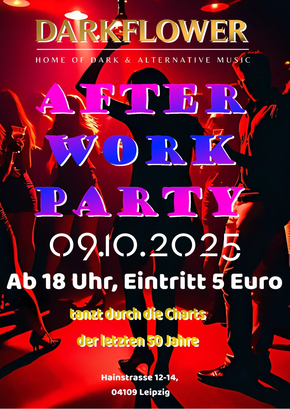 DARKFLOWER
HOME OF DARK & ALTERNATIVE MUSIC
AFTER
WORK
PARTY
09.10.2025
Ab 18 Uhr, Eintritt 5 Euro
tanzt durch die Charts
der letzten 50 Jahre
Hainstrasse 12-14,
04109 Leipzig